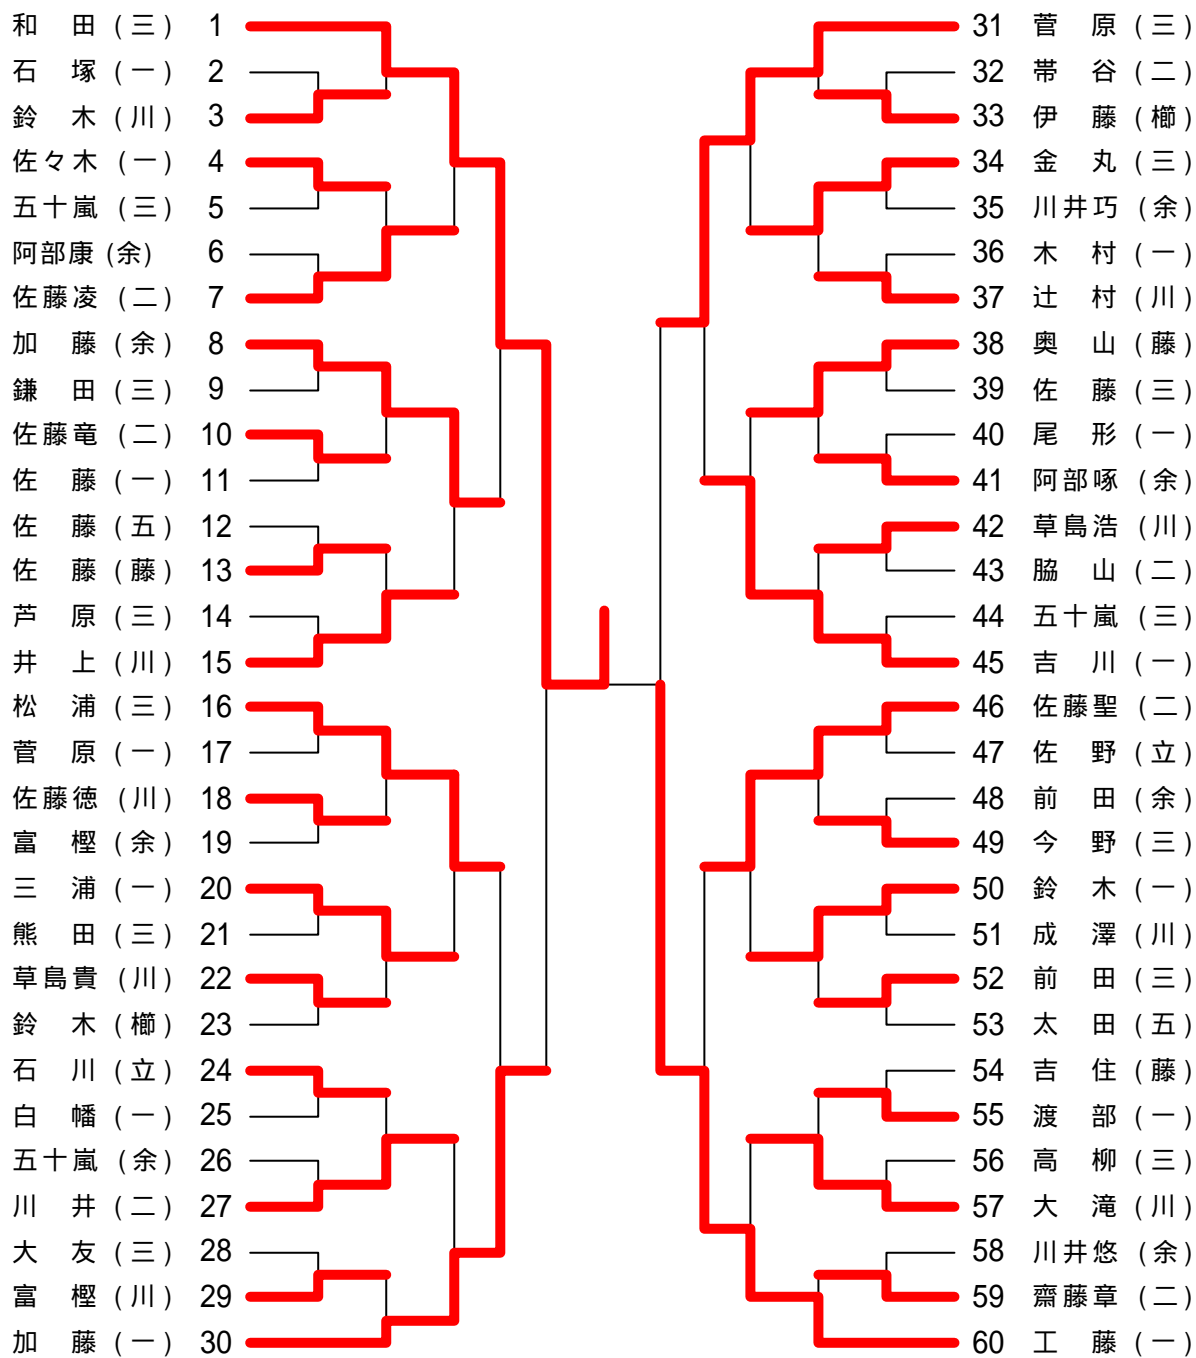 和田(三) 1
石塚(一) 2
鈴木(川) 3
佐々木(一) 4
五十嵐(三) 5
阿部康(余) 6
佐藤凌(二) 7
加藤(余) 8
鎌田(三) 9
佐藤竜(二) 10
佐藤(一) 11
佐藤(五) 12
佐藤(藤) 13
芦原(三) 14
井上(川) 15
松浦(三) 16
菅原(一) 17
佐藤徳(川) 18
富樫(余) 19
三浦(一) 20
熊田(三) 21
草島貴(川) 22
鈴木(櫛) 23
石川(立) 24
白幡(一) 25
五十嵐(余) 26
川井(二) 27
大友(三) 28
富樫(川) 29
加藤(一) 30
31 菅原(三)
32 帯谷(二)
33 伊藤(櫛)
34 金丸(三)
35 川井巧(余)
36 木村(一)
37 辻村(川)
38 奥山(藤)
39 佐藤(三)
40 尾形(一)
41 阿部啄(余)
42 草島浩(川)
43 脇山(二)
44 五十嵐(三)
45 吉川(一)
46 佐藤聖(二)
47 佐野(立)
48 前田(余)
49 今野(三)
50 鈴木(一)
51 成澤(川)
52 前田(三)
53 太田(五)
54 吉住(藤)
55 渡部(一)
56 高柳(三)
57 大滝(川)
58 川井悠(余)
59 齋藤章(二)
60 工藤(一)